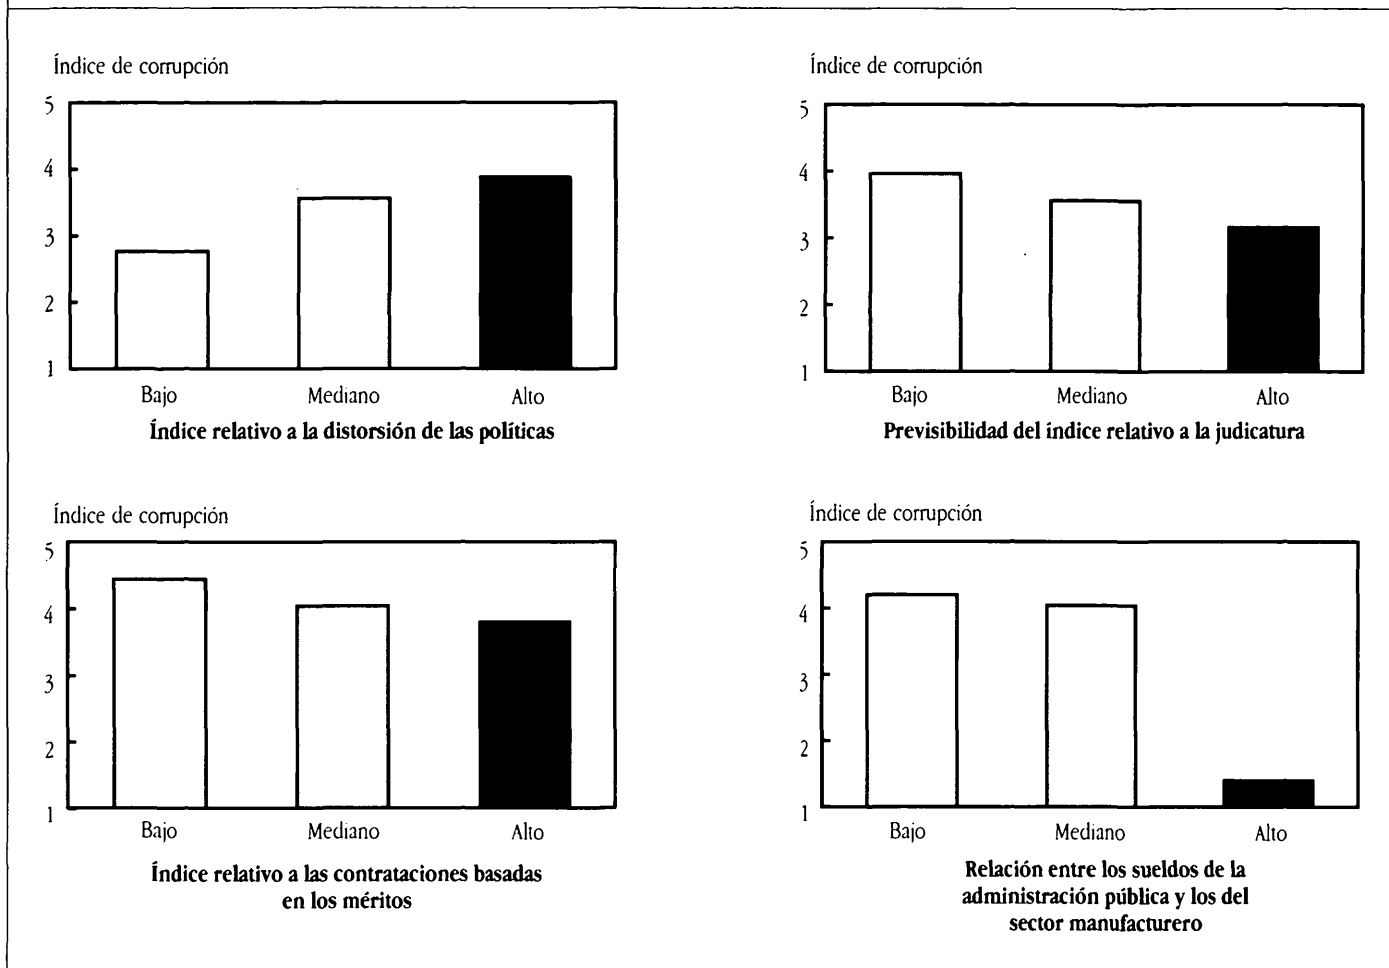 Índice de corrupción
5
4
3
2
1
Bajo Mediano Alto
Índice relativo a la distorsión de las políticas
Índice de corrupción
5
4
3
2
1
Bajo Mediano Alto
Previsibilidad del índice relativo a la judicatura
Índice de corrupción
5
4
3
2
1
Bajo Mediano Alto
Índice relativo a las contrataciones basadas
en los méritos
Índice de corrupción
5
4
3
2
1
Bajo Mediano Alto
Relación entre los sueldos de la
administración pública y los del
sector manufacturero